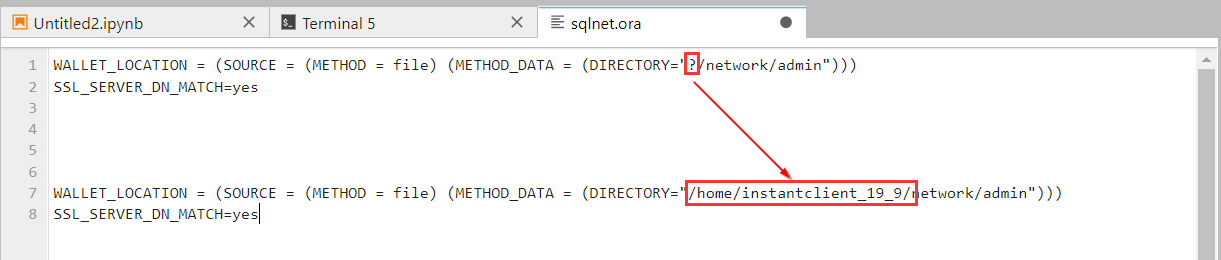 Untitled2.ipynb
Terminal 5
sqlnet.ora
1 WALLET_LOCATION = (SOURCE = (METHOD = file) (METHOD_DATA = (DIRECTORY="?/network/admin")))
2 SSL_SERVER_DN_MATCH=yes
3
4
5
6
7 WALLET_LOCATION = (SOURCE = (METHOD = file) (METHOD_DATA = (DIRECTORY="/home/instantclient_19_9/network/admin")))
8 SSL_SERVER_DN_MATCH=yes